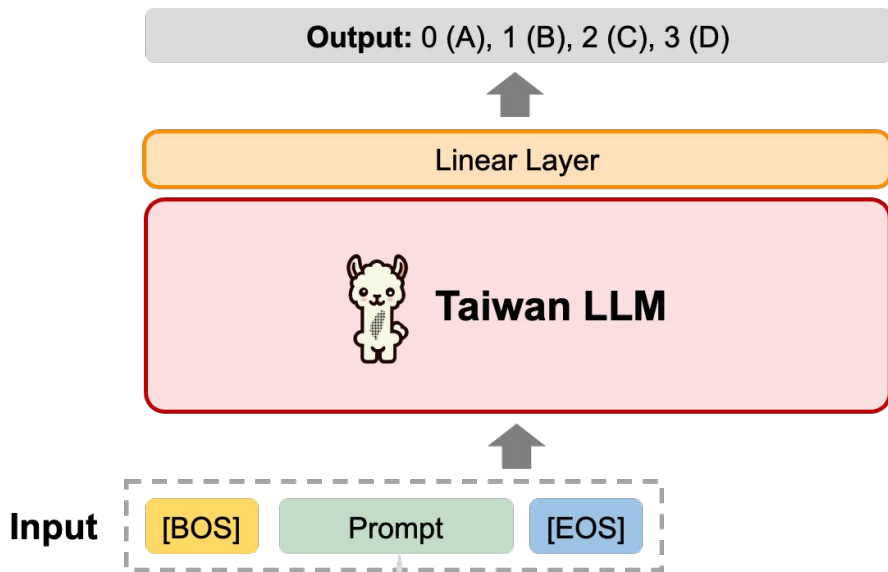 Output: 0 (A), 1 (B), 2 (C), 3 (D)
Linear Layer
Taiwan LLM
Input [BOS] Prompt [EOS]